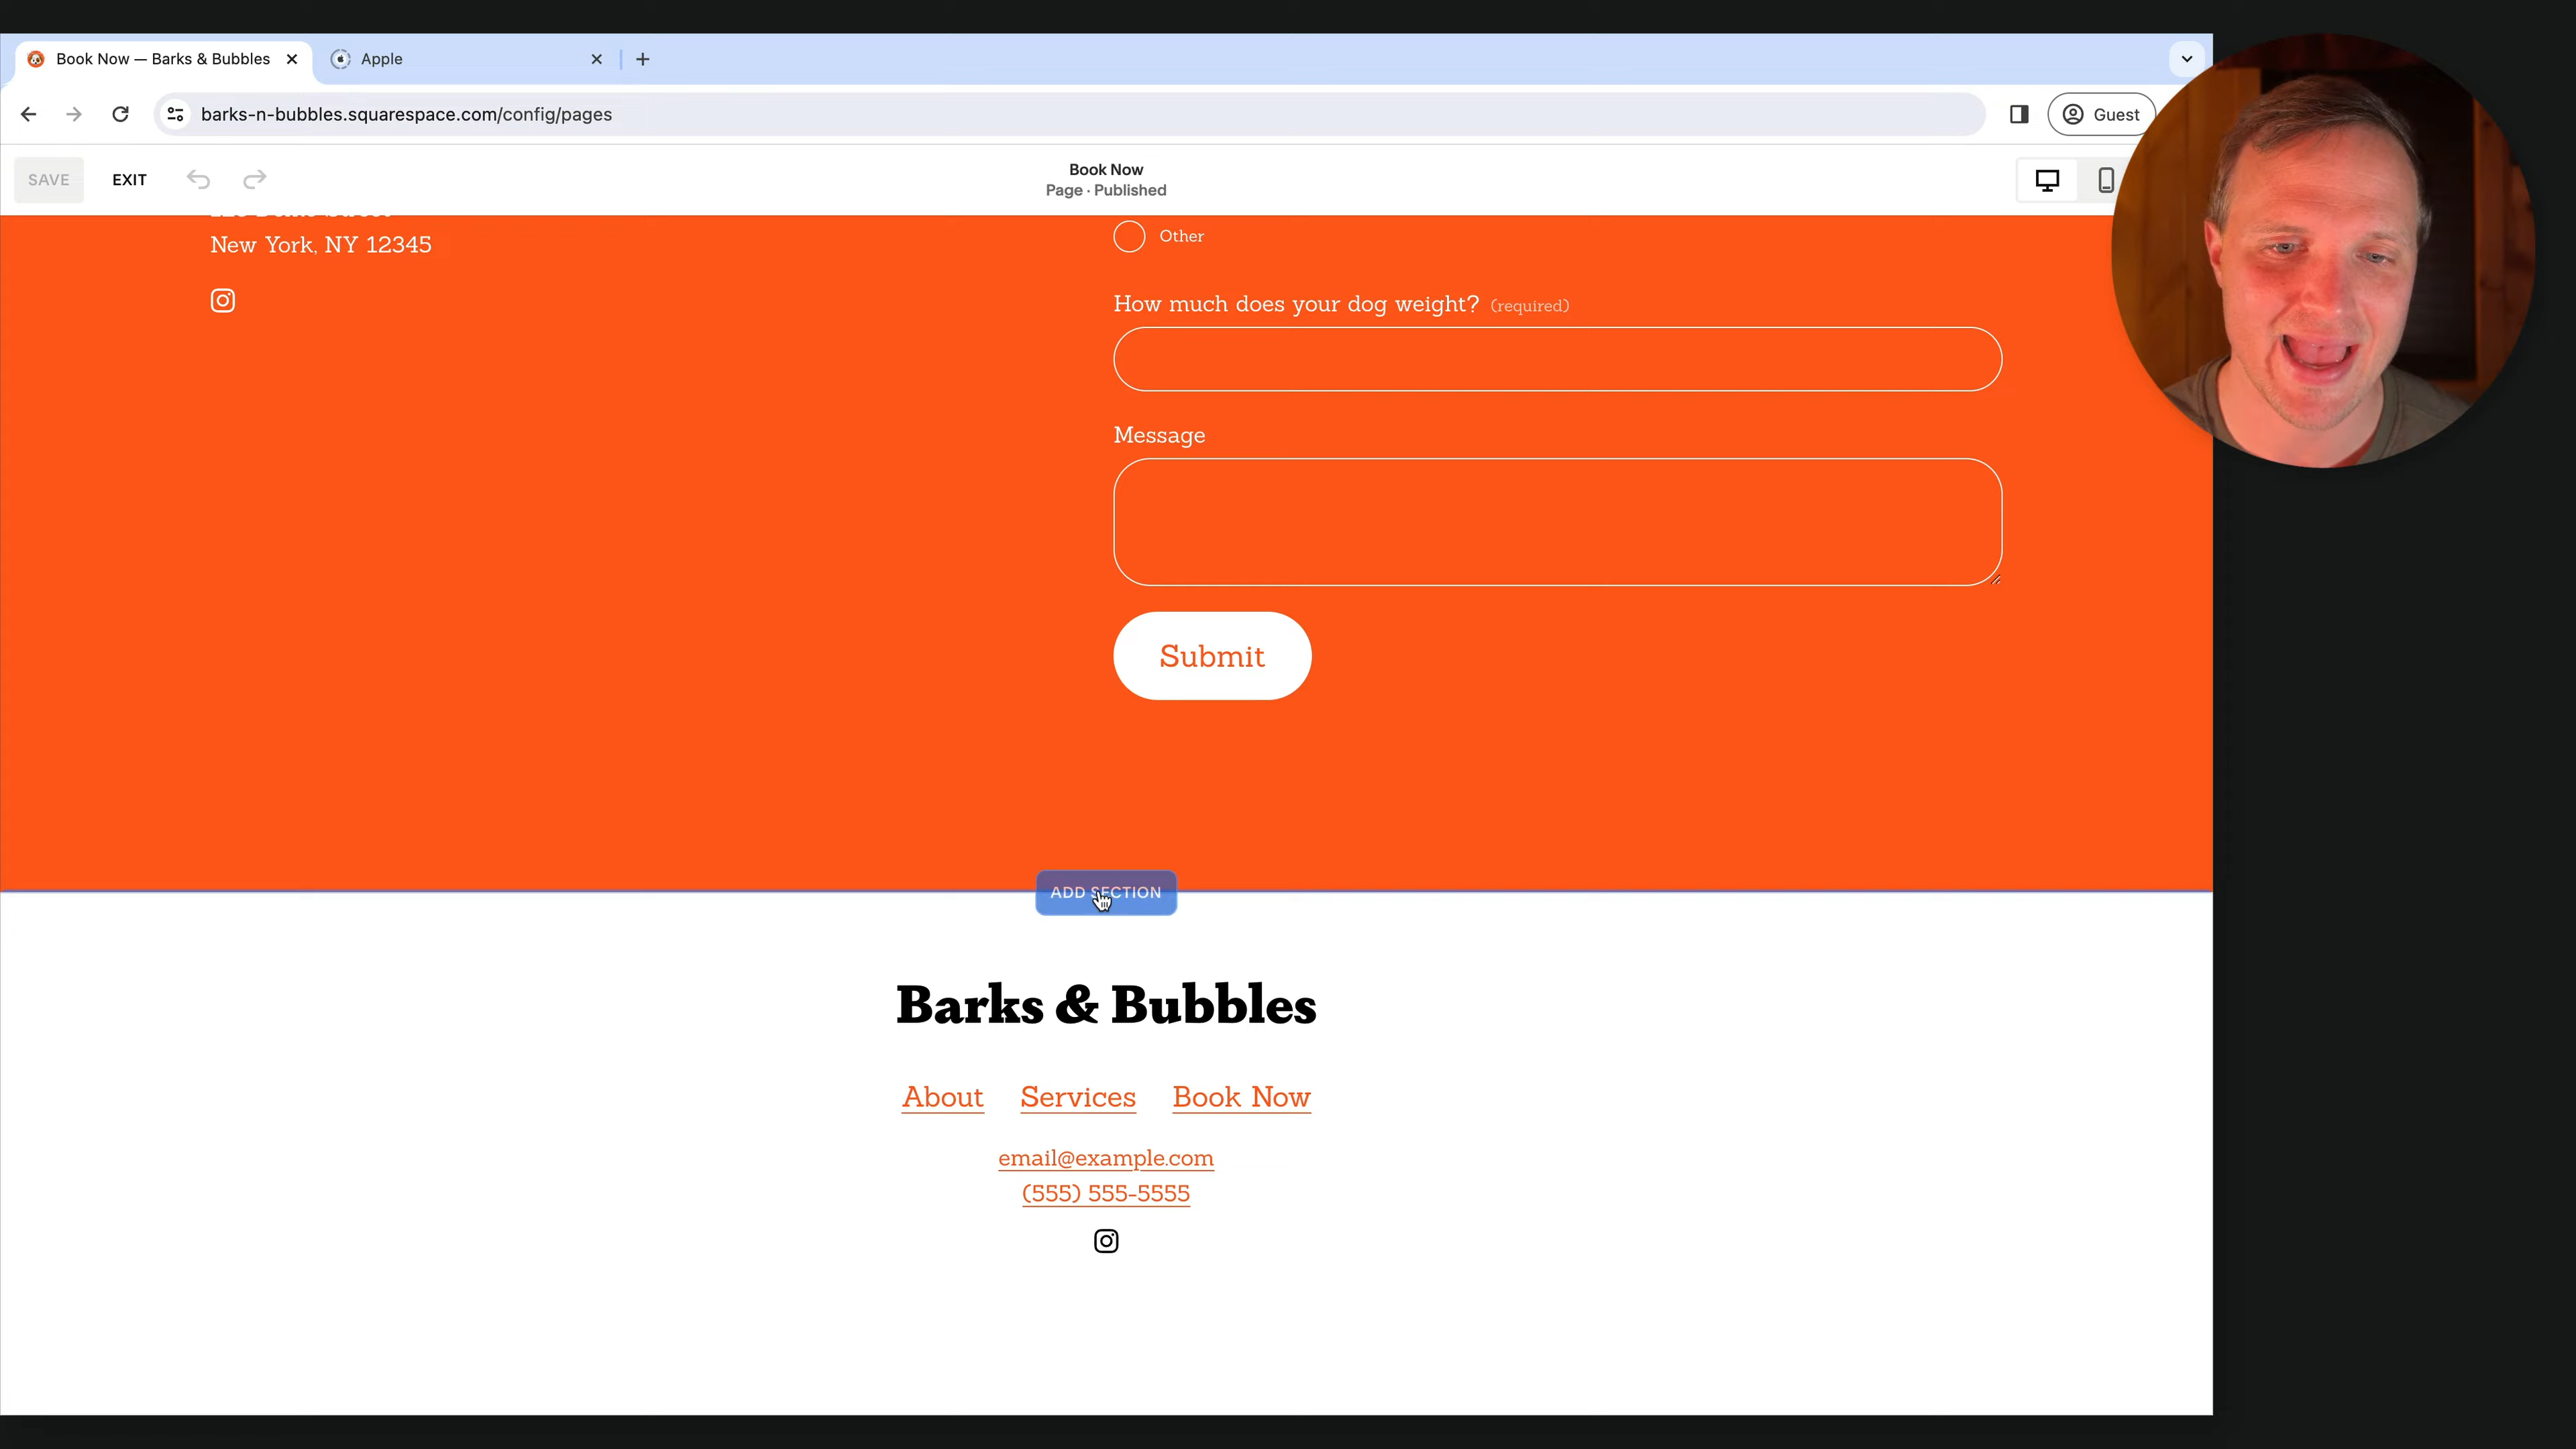 Book Now — Barks & Bubbles
Apple
barks-n-bubbles.squarespace.com/config/pages
Guest
SAVE
EXIT
Book Now
Page · Published
New York, NY 12345
Other
How much does your dog weight? (required)
Message
Submit
ADD SECTION
Barks & Bubbles
About Services Book Now
email@example.com
(555) 555-5555